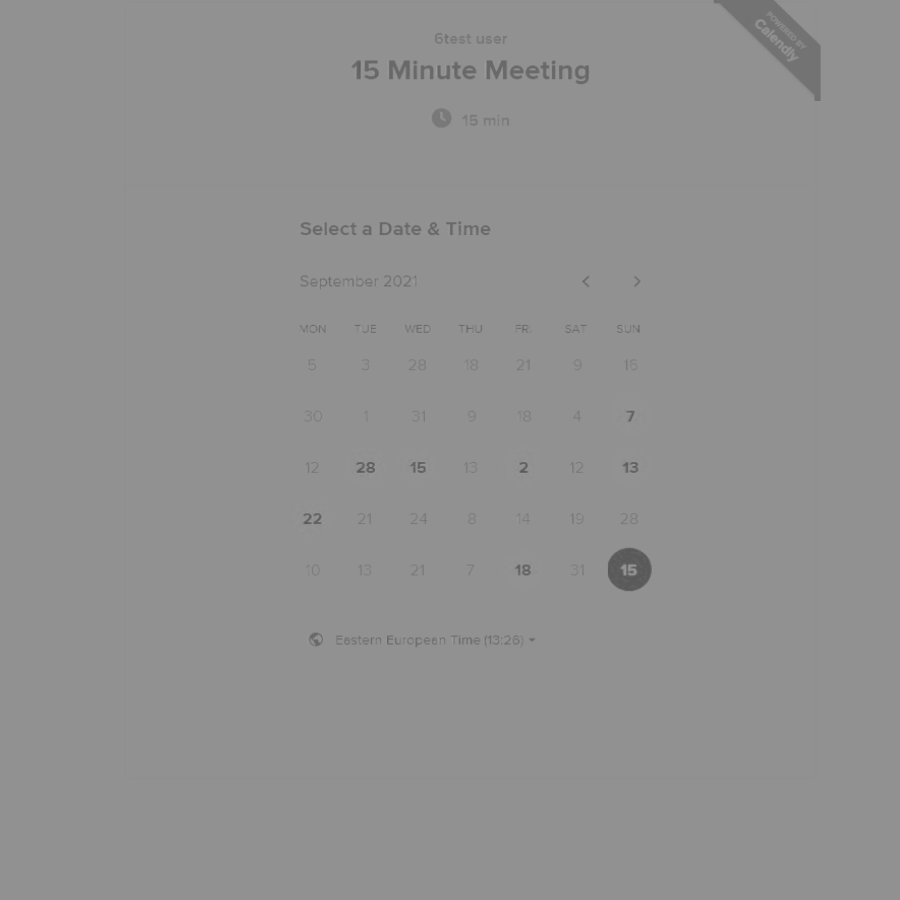 POWERED BY
Calendly
6test user
15 Minute Meeting
15 min
Select a Date & Time
September 2021
MON TUE WED THU FRI SAT SUN
5 3 28 18 21 9 15
30 1 31 9 18 4 7
12 28 15 13 2 12 13
22 21 24 8 14 19 28
10 13 21 7 18 31 15
Eastern European Time (13:26)